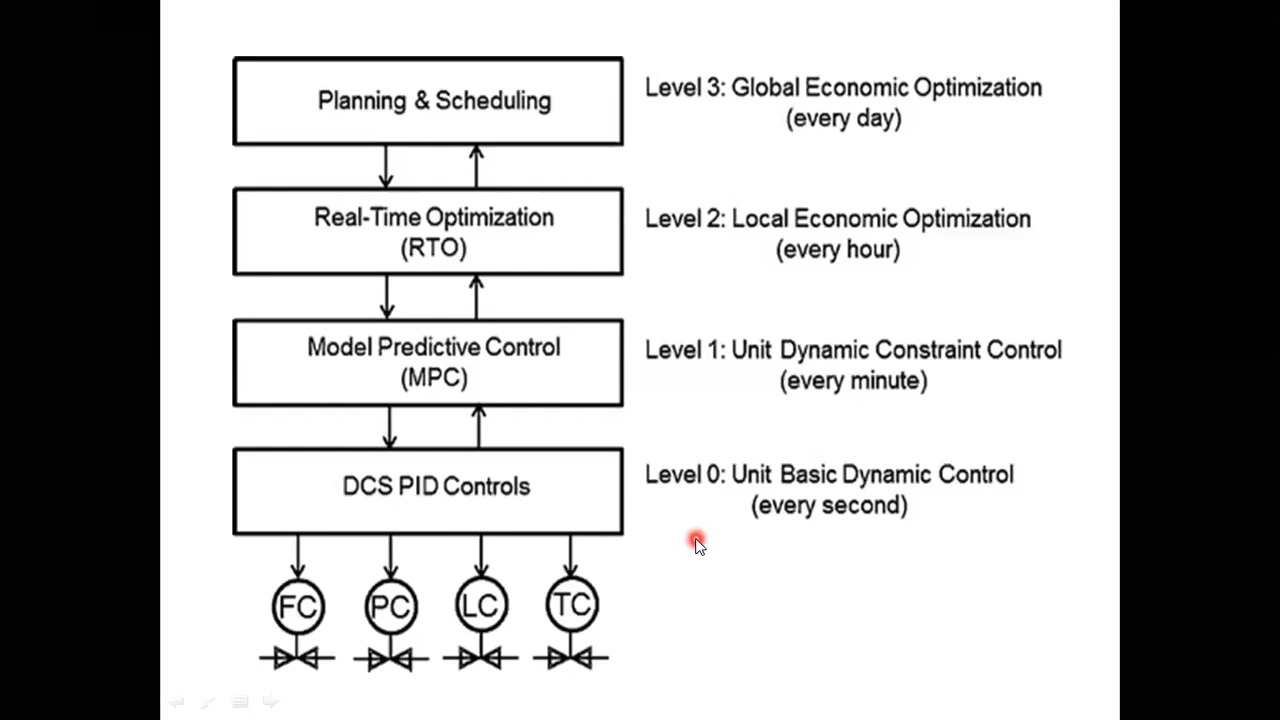 Planning & Scheduling
Level 3: Global Economic Optimization
(every day)
Real-Time Optimization
(RTO)
Level 2: Local Economic Optimization
(every hour)
Model Predictive Control
(MPC)
Level 1: Unit Dynamic Constraint Control
(every minute)
DCS PID Controls
Level 0: Unit Basic Dynamic Control
(every second)
FC PC LC TC